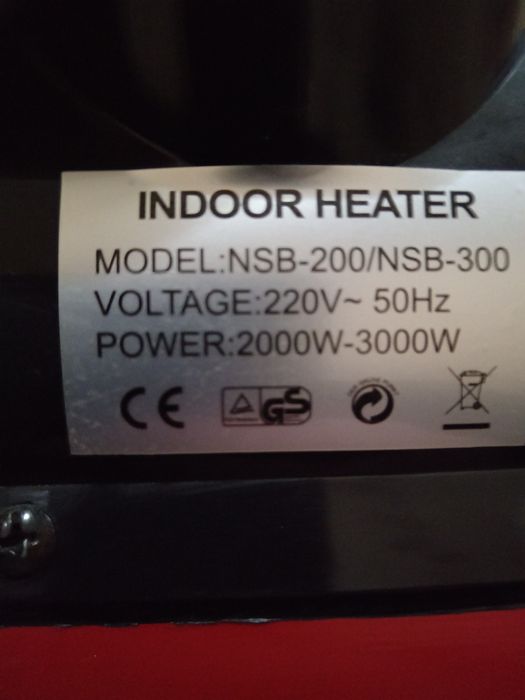 INDOOR HEATER
MODEL:NSB-200/NSB-300
VOLTAGE:220V~ 50Hz
POWER:2000W-3000W
CE GS